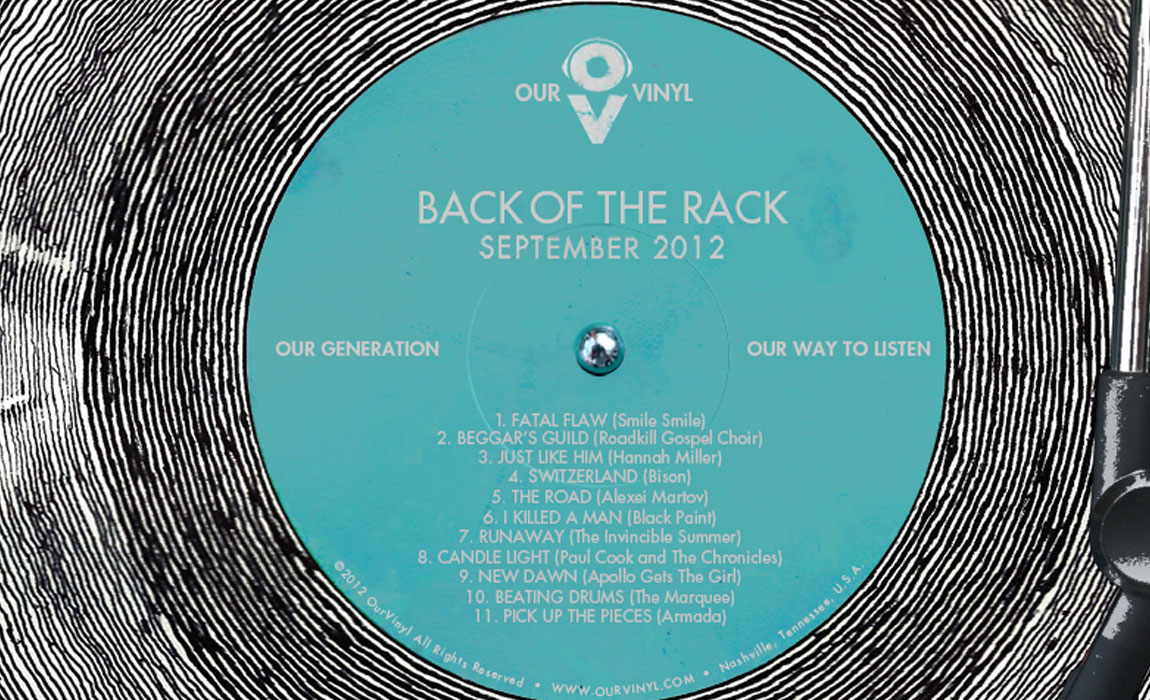 OUR OV VINYL
BACK OF THE RACK
SEPTEMBER 2012
OUR GENERATION
OUR WAY TO LISTEN
1. FATAL FLAW (Smile Smile)
2. BEGGAR'S GUILD (Roadkill Gospel Choir)
3. JUST LIKE HIM (Hannah Miller)
4. SWITZERLAND (Bison)
5. THE ROAD (Alexei Martov)
6. I KILLED A MAN (Black Paint)
7. RUNAWAY (The Invincible Summer)
8. CANDLE LIGHT (Paul Cook and The Chronicles)
9. NEW DAWN (Apollo Gets The Girl)
10. BEATING DRUMS (The Marquee)
11. PICK UP THE PIECES (Armada)
©2012 OurVinyl All Rights Reserved • WWW.OURVINYL.COM • Nashville, Tennessee, U.S.A.